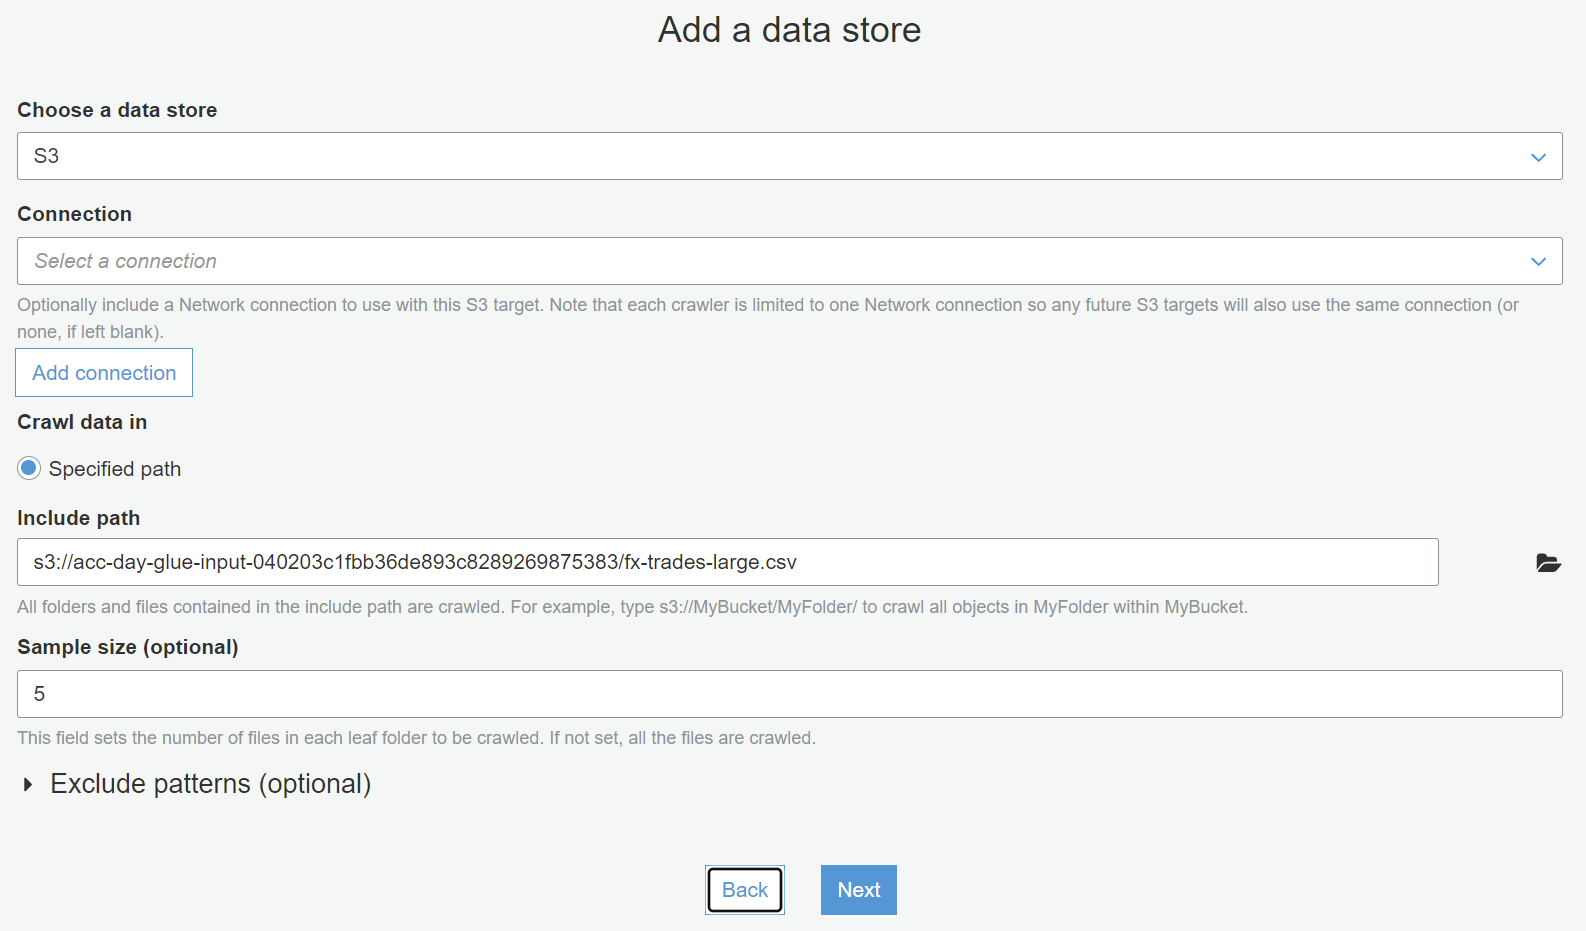 Add a data store
Choose a data store
S3
Connection
Select a connection
Optionally include a Network connection to use with this S3 target. Note that each crawler is limited to one Network connection so any future S3 targets will also use the same connection (or
none, if left blank).
Add connection
Crawl data in
Specified path
Include path
s3://acc-day-glue-input-040203c1fbb36de893c8289269875383/fx-trades-large.csv
All folders and files contained in the include path are crawled. For example, type s3://MyBucket/MyFolder/ to crawl all objects in MyFolder within MyBucket.
Sample size (optional)
5
This field sets the number of files in each leaf folder to be crawled. If not set, all the files are crawled.
Exclude patterns (optional)
Back
Next